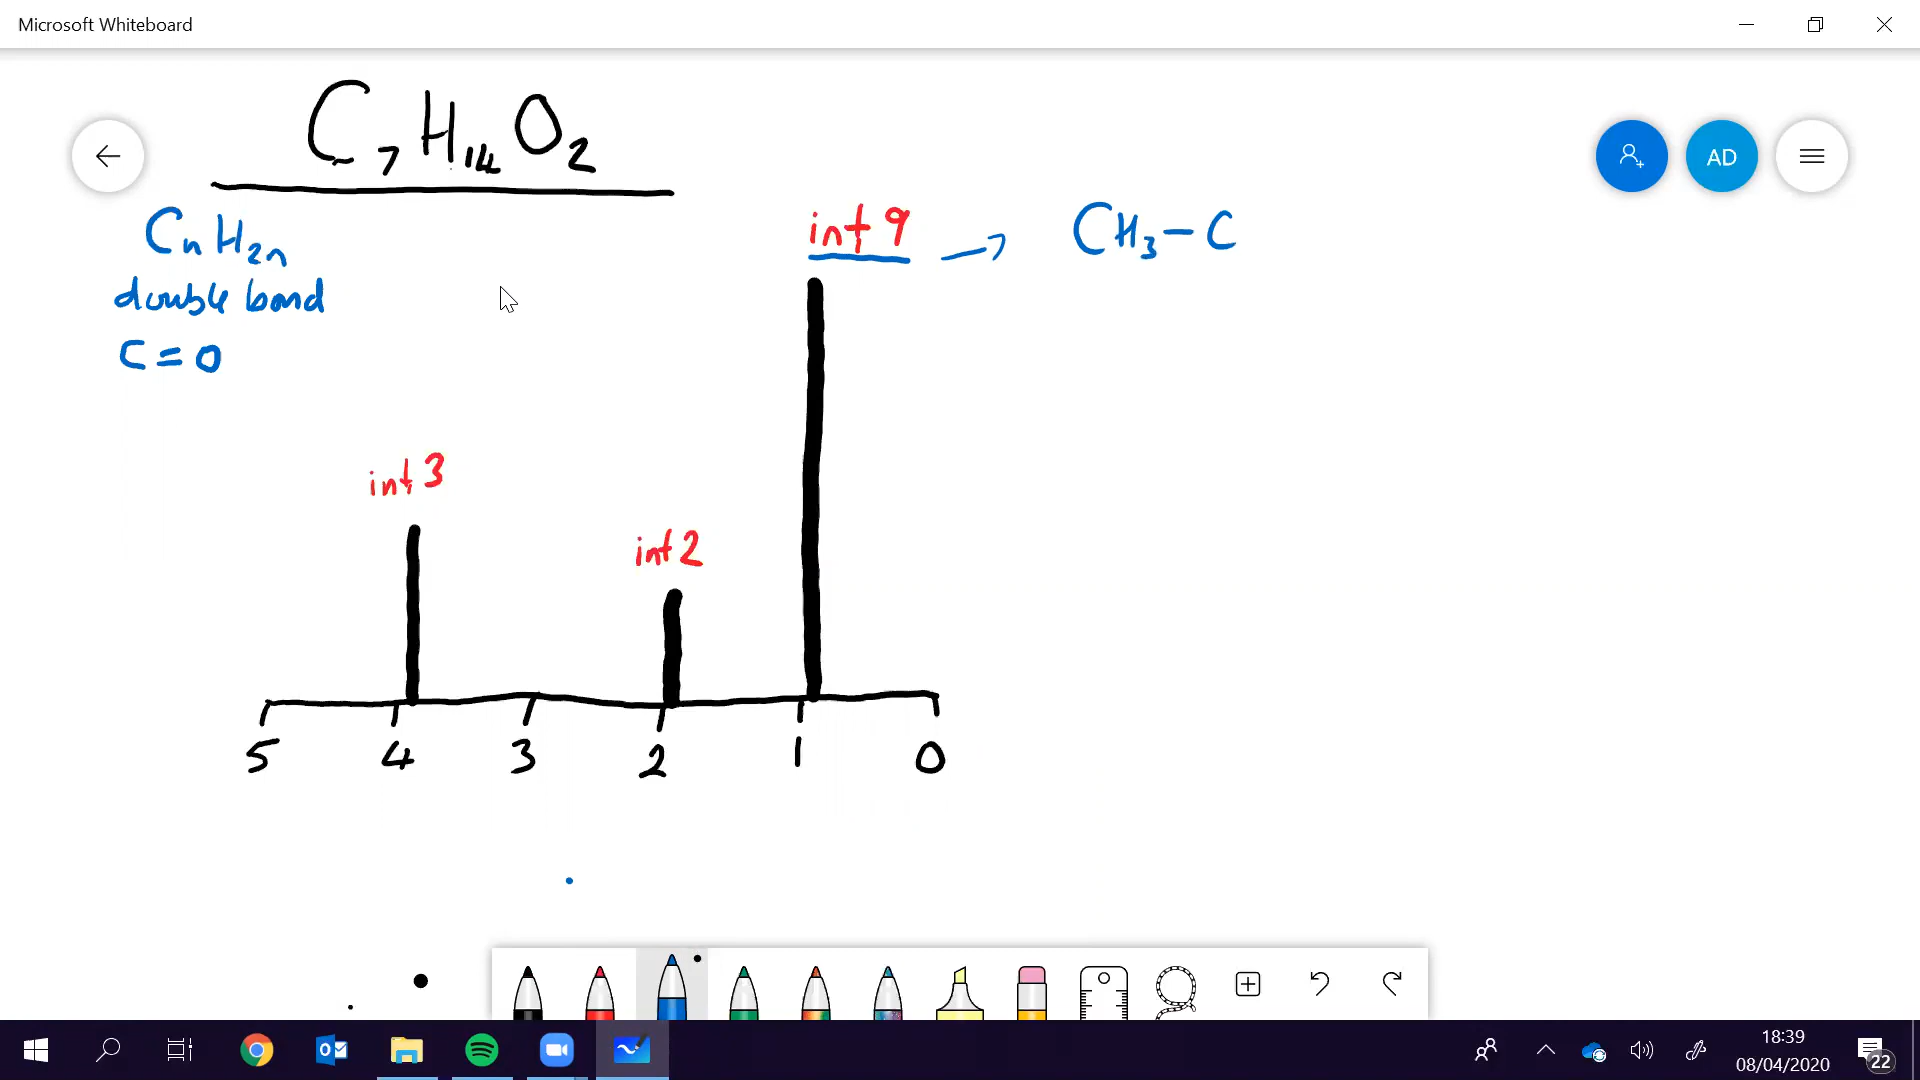 Microsoft Whiteboard
C₇H₁₄O₂
CnH2n
double bond
C=O
int 9 → CH₃–C
AD
int 3
int 2
5 4 3 2 1 0
18:39
08/04/2020
22